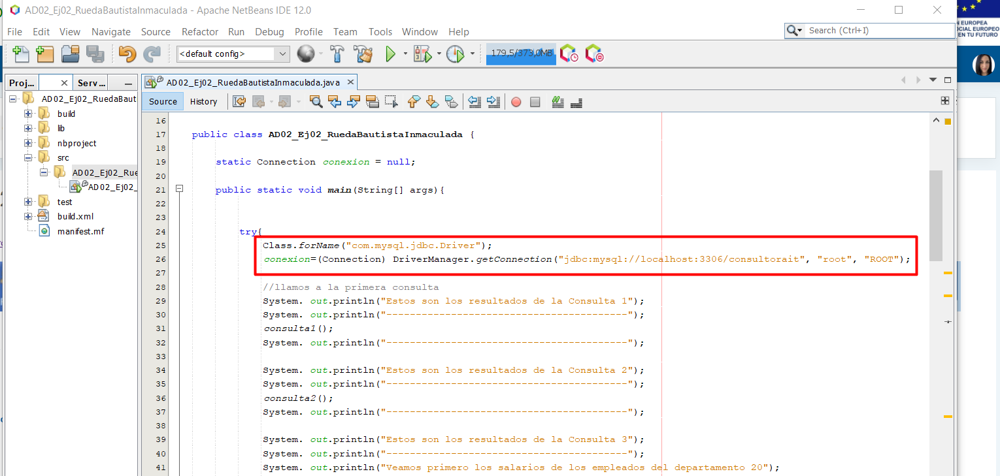 AD02_Ej02_RuedaBautistaInmaculada - Apache NetBeans IDE 12.0
File Edit View Navigate Source Refactor Run Debug Profile Team Tools Window Help
Search (Ctrl+I)
N EUROPEA
OCIAL EUROPEO
EN TU FUTURO
<default config>
179,5/373,0MB
Proj... Serv...
AD02_Ej02_RuedaBaut
build
lib
nbproject
src
AD02_Ej02_Rue
AD02_Ej02_
test
build.xml
manifest.mf
AD02_Ej02_RuedaBautistaInmaculada.java
Source History
16
17 public class AD02_Ej02_RuedaBautistaInmaculada {
18
19 static Connection conexion = null;
20
21 public static void main(String[] args){
22
23
24 try{
25 Class.forName("com.mysql.jdbc.Driver");
26 conexion=(Connection) DriverManager.getConnection("jdbc:mysql://localhost:3306/consultorait", "root", "ROOT");
27
28 //llamos a la primera consulta
29 System. out.println("Estos son los resultados de la Consulta 1");
30 System. out.println("-----------------------------------------");
31 consulta1();
32 System. out.println("-----------------------------------------");
33
34 System. out.println("Estos son los resultados de la Consulta 2");
35 System. out.println("-----------------------------------------");
36 consulta2();
37 System. out.println("-----------------------------------------");
38
39 System. out.println("Estos son los resultados de la Consulta 3");
40 System. out.println("-----------------------------------------");
41 System. out.println("Veamos primero los salarios de los empleados del departamento 20");